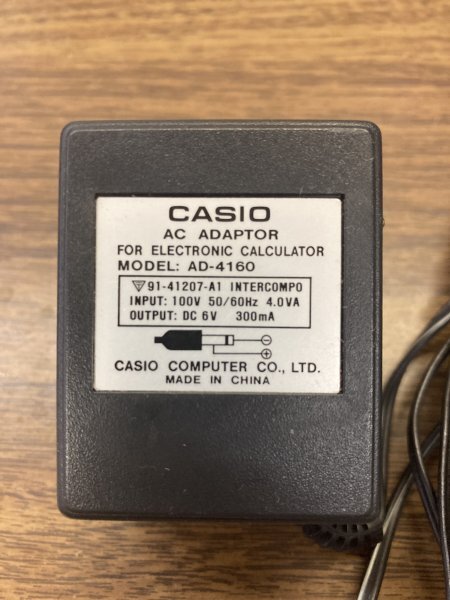 CASIO
AC ADAPTOR
FOR ELECTRONIC CALCULATOR
MODEL: AD-4160
91-41207-A1 INTERCOMPO
INPUT: 100V 50/60Hz 4.0VA
OUTPUT: DC 6V 300mA
CASIO COMPUTER CO., LTD.
MADE IN CHINA